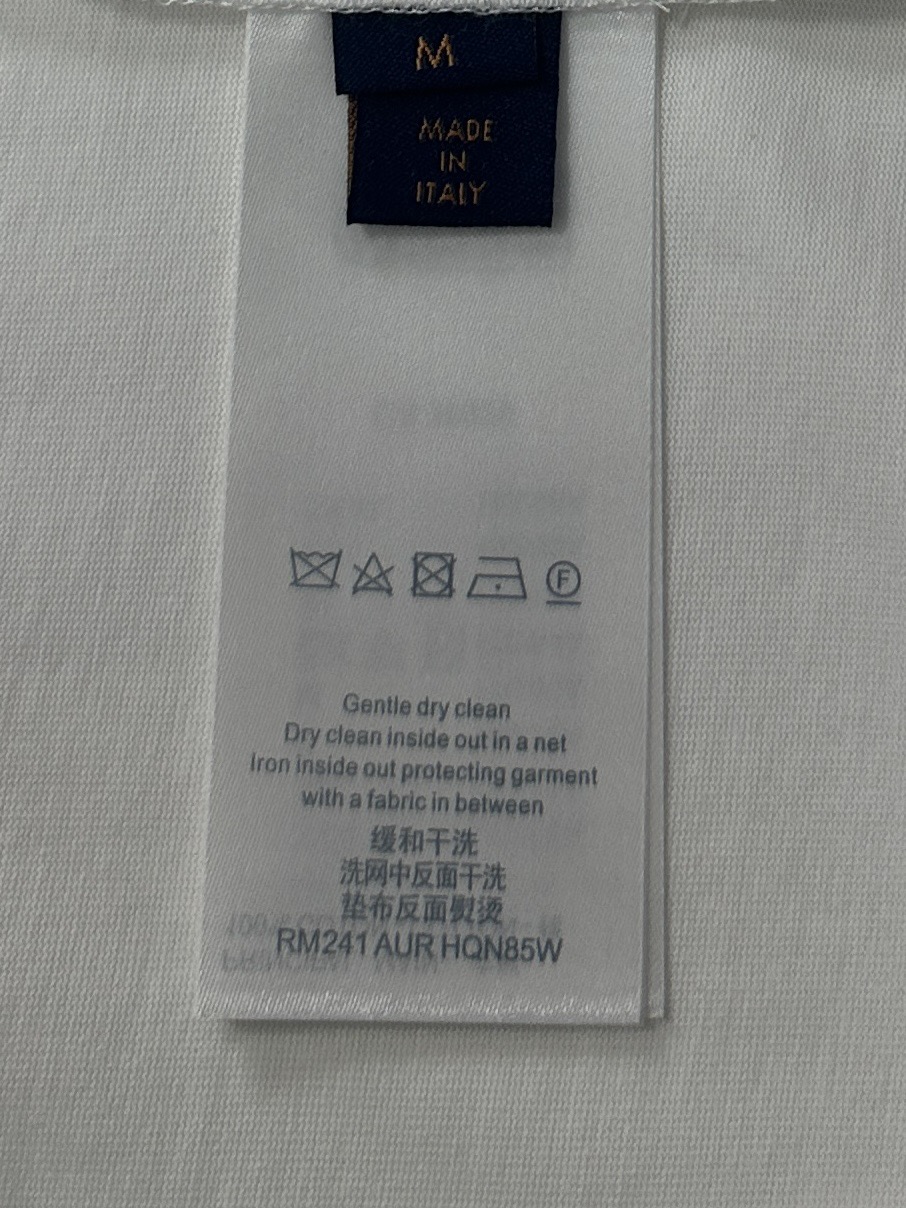 M
MADE
IN
ITALY
F
Gentle dry clean
Dry clean inside out in a net
Iron inside out protecting garment
with a fabric in between
缓和干洗
洗网中反面干洗
垫布反面熨烫
RM241 AUR HQN85W